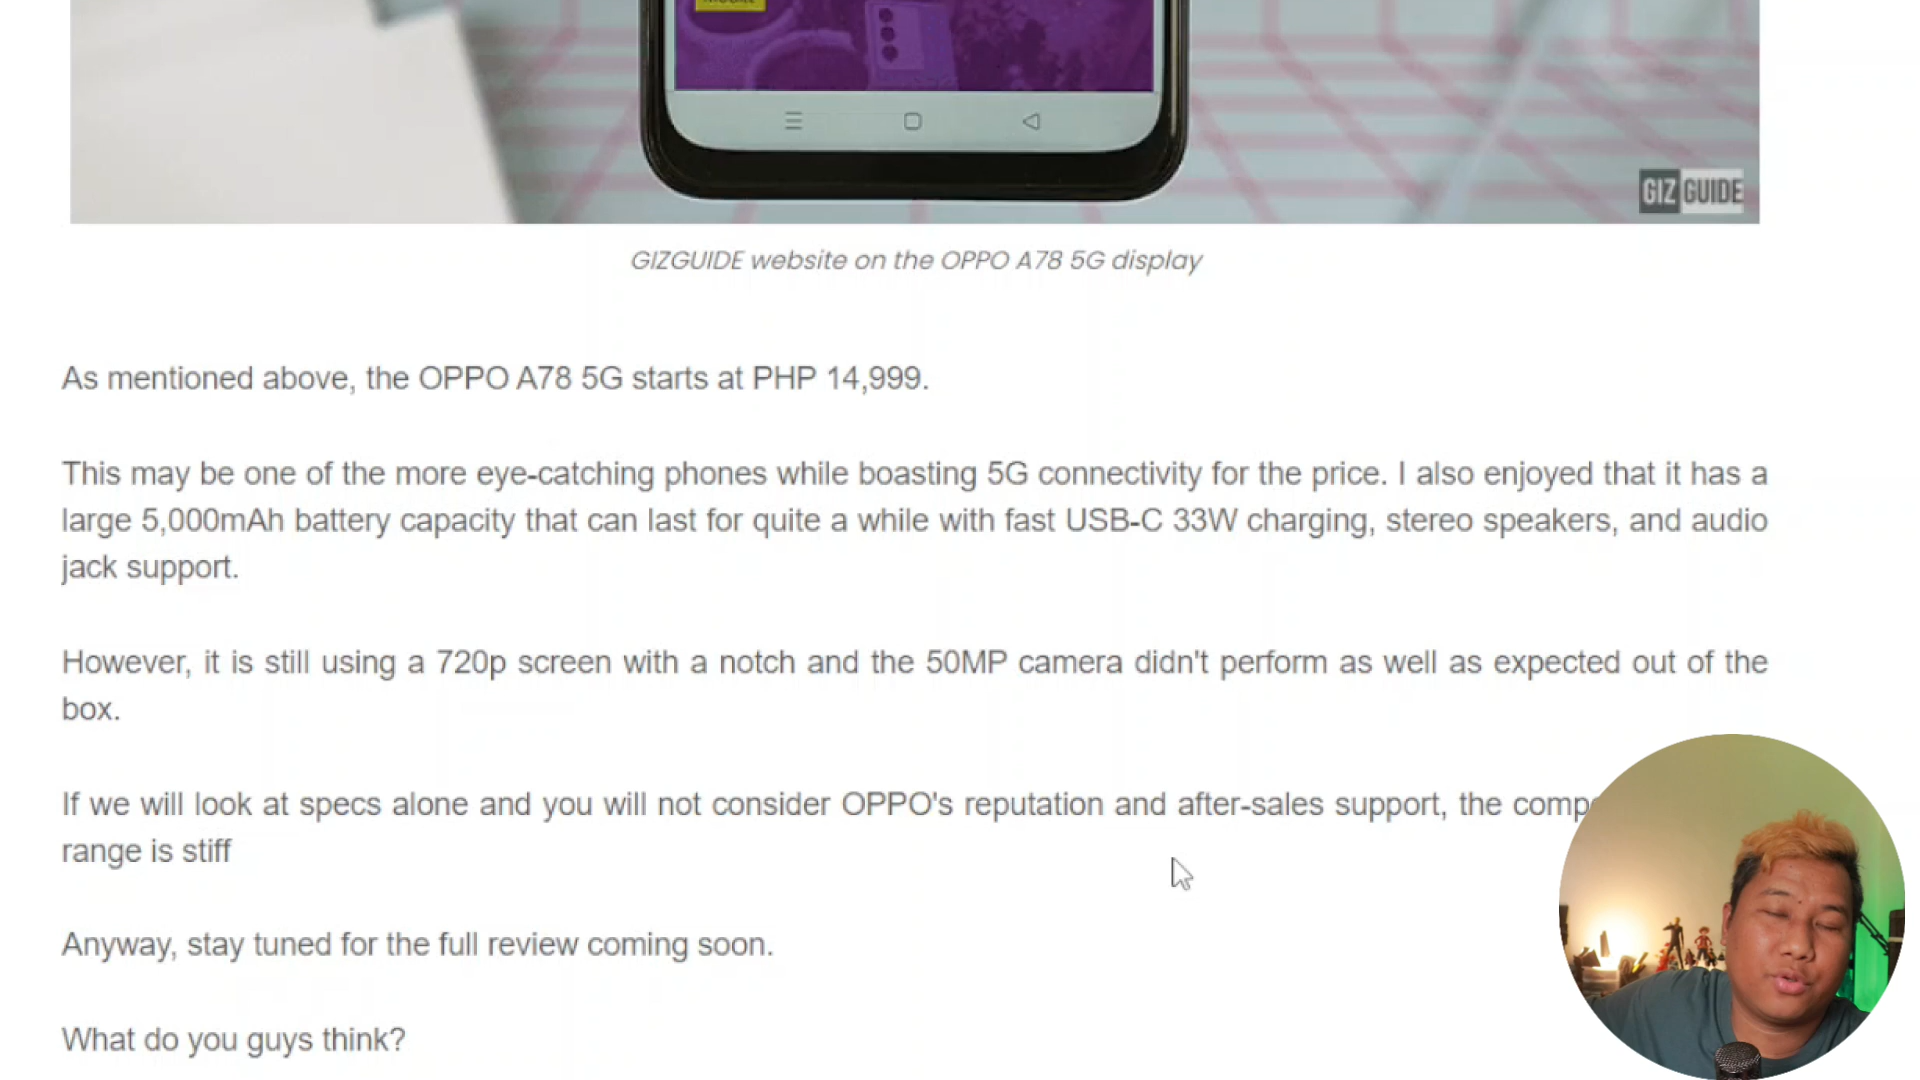 GIZ GUIDE
GIZGUIDE website on the OPPO A78 5G display
As mentioned above, the OPPO A78 5G starts at PHP 14,999.
This may be one of the more eye-catching phones while boasting 5G connectivity for the price. I also enjoyed that it has a
large 5,000mAh battery capacity that can last for quite a while with fast USB-C 33W charging, stereo speakers, and audio
jack support.
However, it is still using a 720p screen with a notch and the 50MP camera didn't perform as well as expected out of the
box.
If we will look at specs alone and you will not consider OPPO's reputation and after-sales support, the
range is stiff
Anyway, stay tuned for the full review coming soon.
What do you guys think?